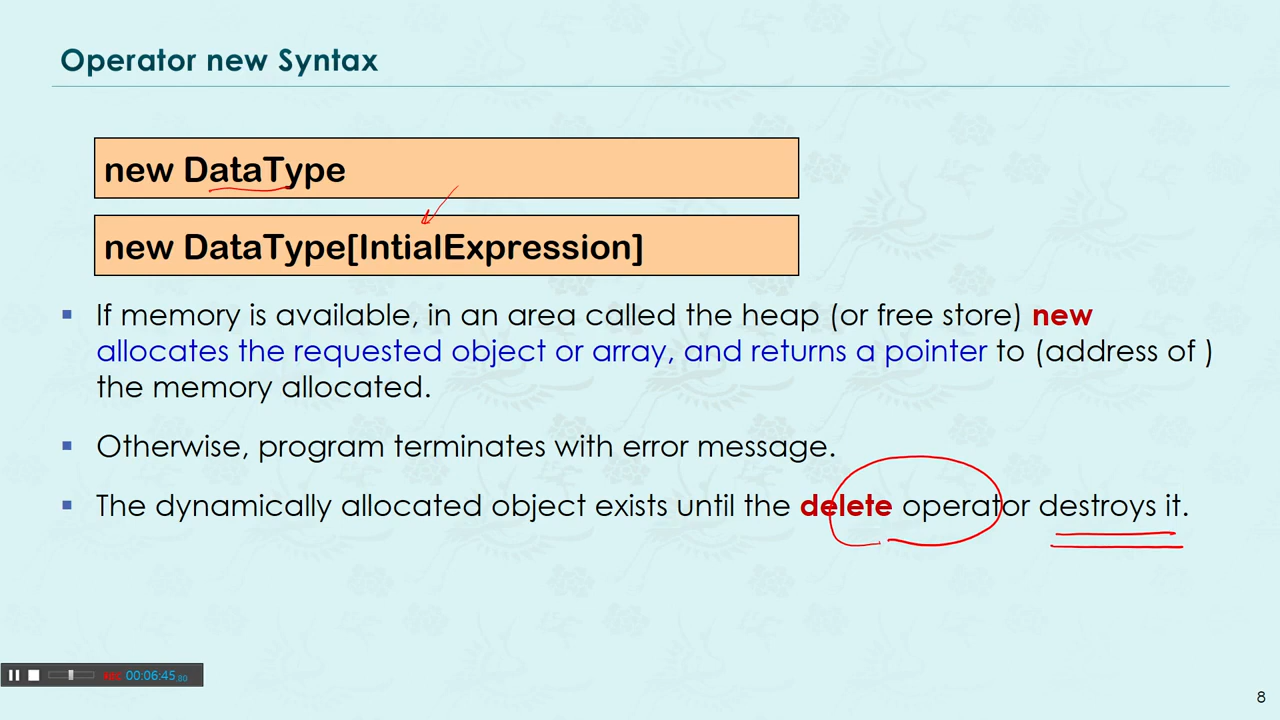 Operator new Syntax
new DataType
new DataType[IntialExpression]
▪ If memory is available, in an area called the heap (or free store) new
allocates the requested object or array, and returns a pointer to (address of )
the memory allocated.
▪ Otherwise, program terminates with error message.
▪ The dynamically allocated object exists until the delete operator destroys it.
REC 00:06:45.80
8